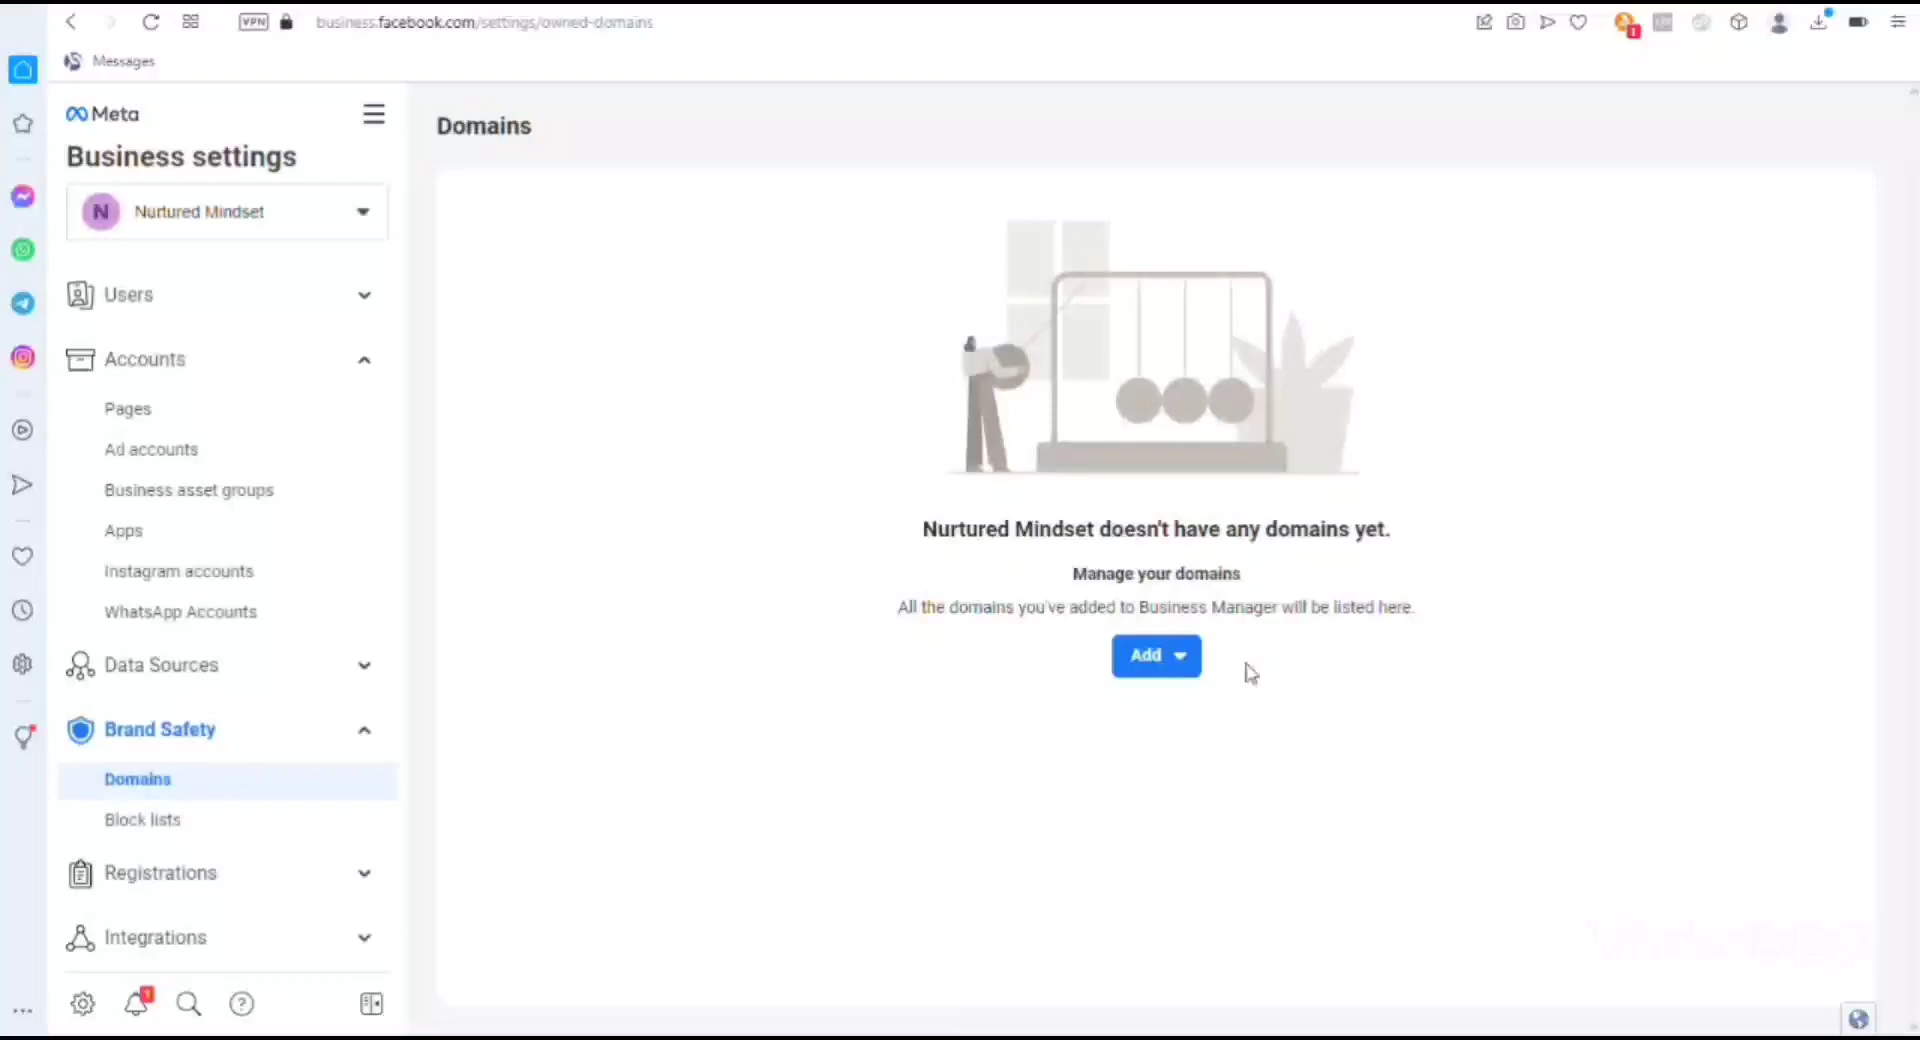 VPN
business.facebook.com/settings/owned-domains
Messages
Meta
Business settings
N
Nurtured Mindset
Users
Accounts
Pages
Ad accounts
Business asset groups
Apps
Instagram accounts
WhatsApp Accounts
Data Sources
Brand Safety
Domains
Block lists
Registrations
Integrations
1
Domains
Nurtured Mindset doesn't have any domains yet.
Manage your domains
All the domains you've added to Business Manager will be listed here.
Add
1